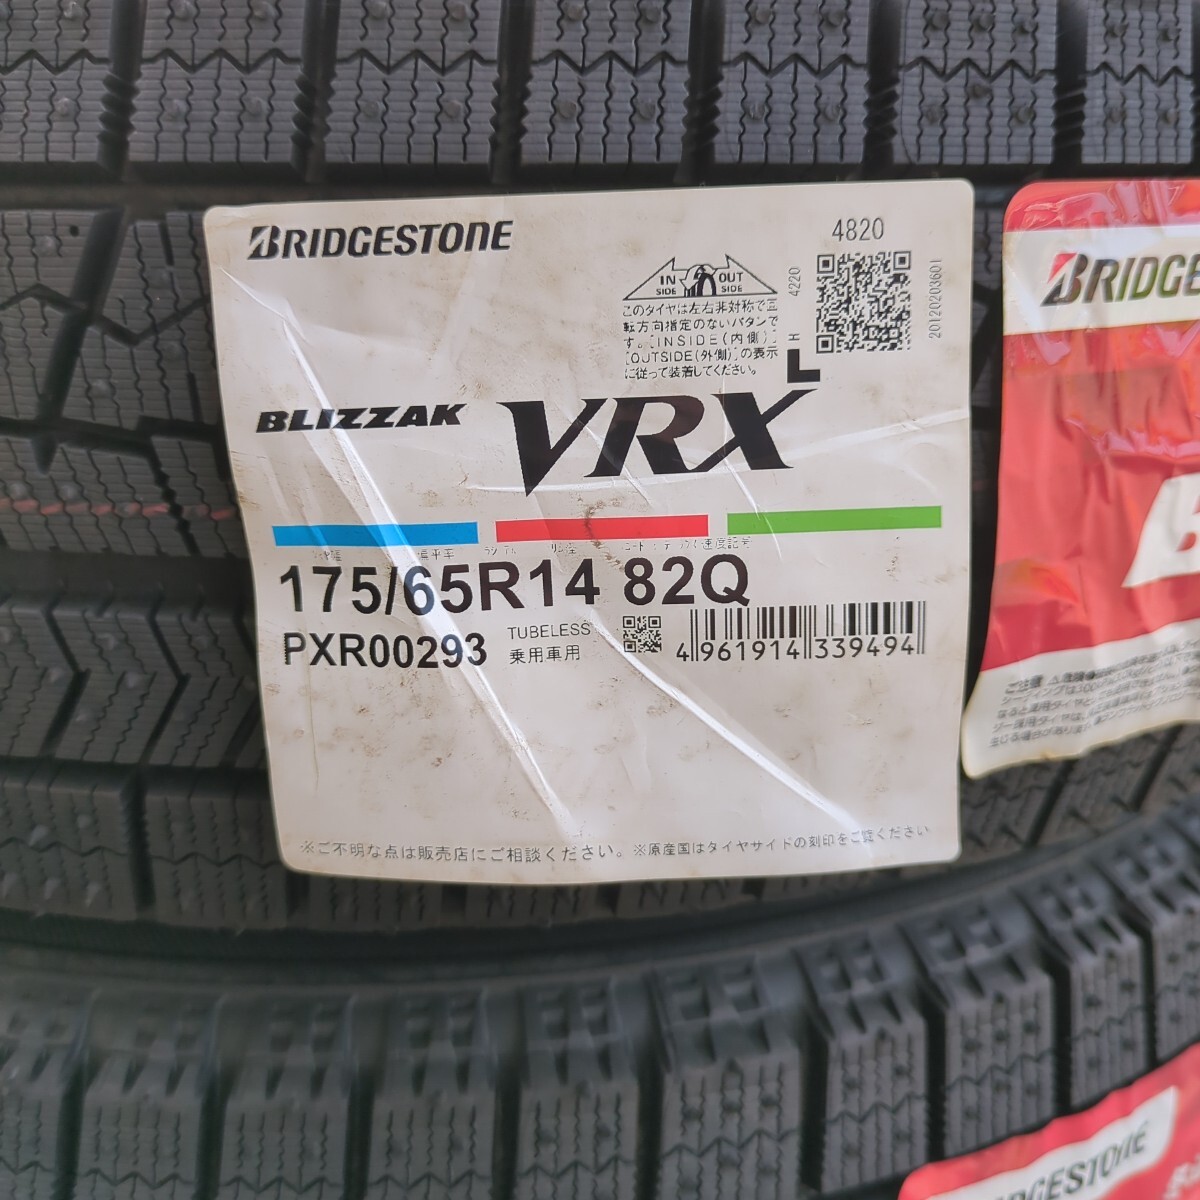 BRIDGESTONE
4820
IN SIDE OUT SIDE
4220
H
L
20120203601
このタイヤは左右非対称で回
転方向指定のないパタンで
す。[INSIDE(内側)]
[OUTSIDE(外側)]の表示
に従って装着してください。
BLIZZAK VRX
速度記号
175/65R14 82Q
PXR00293 TUBELESS
乗用車用
4961914339494
※ご不明な点は販売店にご相談ください。※原産国はタイヤサイドの刻印をご確認ください
BRIDGE
ご注意
BRIDGESTONE